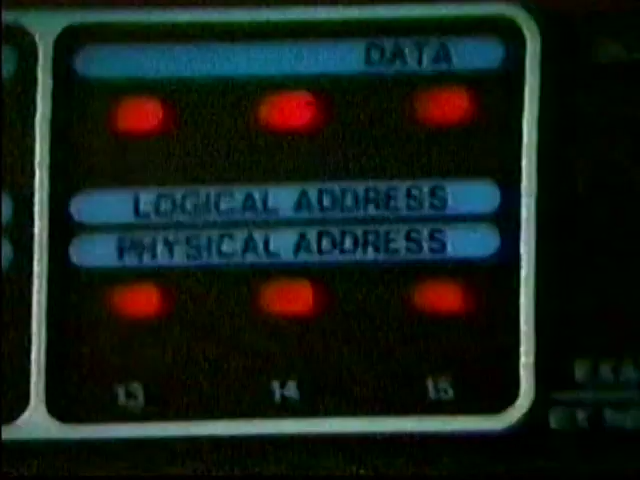 DATA
LOGICAL ADDRESS
PHYSICAL ADDRESS
13 14 15